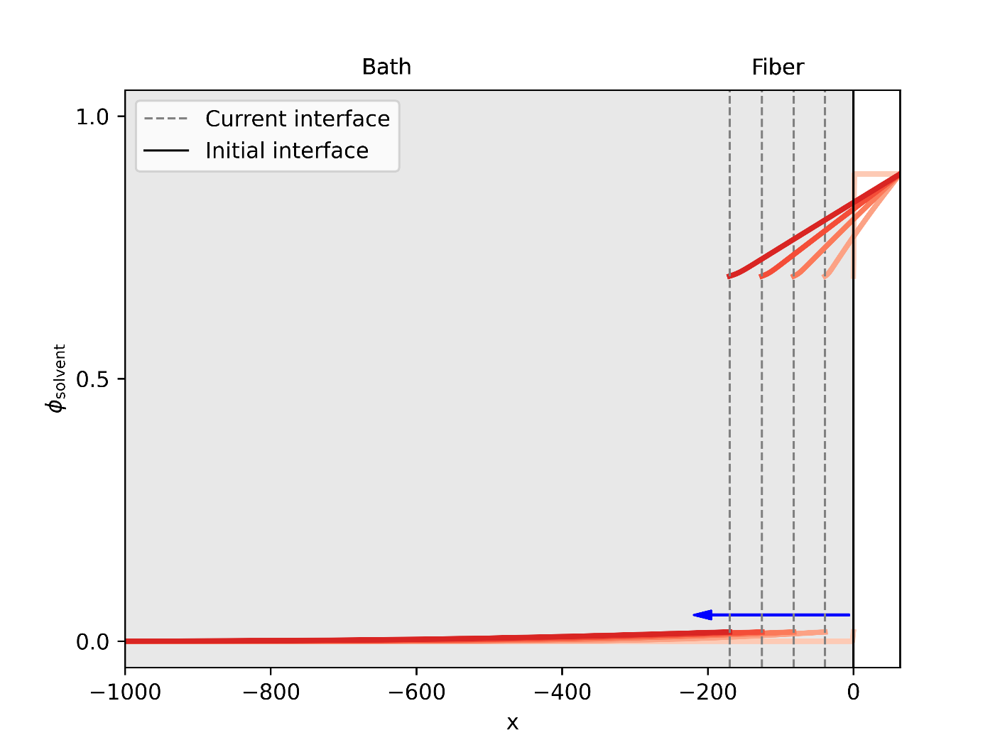 Bath Fiber
Current interface
Initial interface
1.0
0.5
0.0
ϕsolvent
−1000 −800 −600 −400 −200 0
x